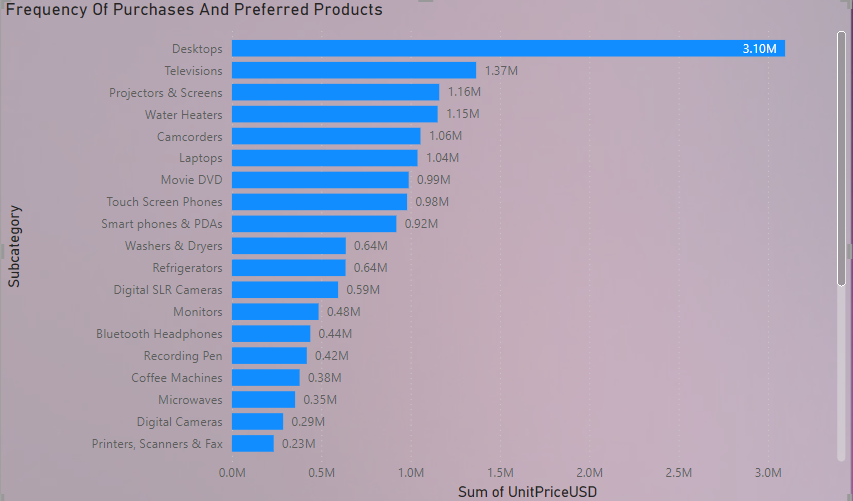 Frequency Of Purchases And Preferred Products
Subcategory
Desktops 3.10M
Televisions 1.37M
Projectors & Screens 1.16M
Water Heaters 1.15M
Camcorders 1.06M
Laptops 1.04M
Movie DVD 0.99M
Touch Screen Phones 0.98M
Smart phones & PDAs 0.92M
Washers & Dryers 0.64M
Refrigerators 0.64M
Digital SLR Cameras 0.59M
Monitors 0.48M
Bluetooth Headphones 0.44M
Recording Pen 0.42M
Coffee Machines 0.38M
Microwaves 0.35M
Digital Cameras 0.29M
Printers, Scanners & Fax 0.23M
0.0M 0.5M 1.0M 1.5M 2.0M 2.5M 3.0M
Sum of UnitPriceUSD